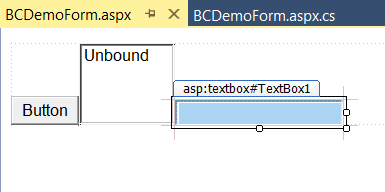 BCDemoForm.aspx BCDemoForm.aspx.cs
Unbound
asp:textbox#TextBox1
Button